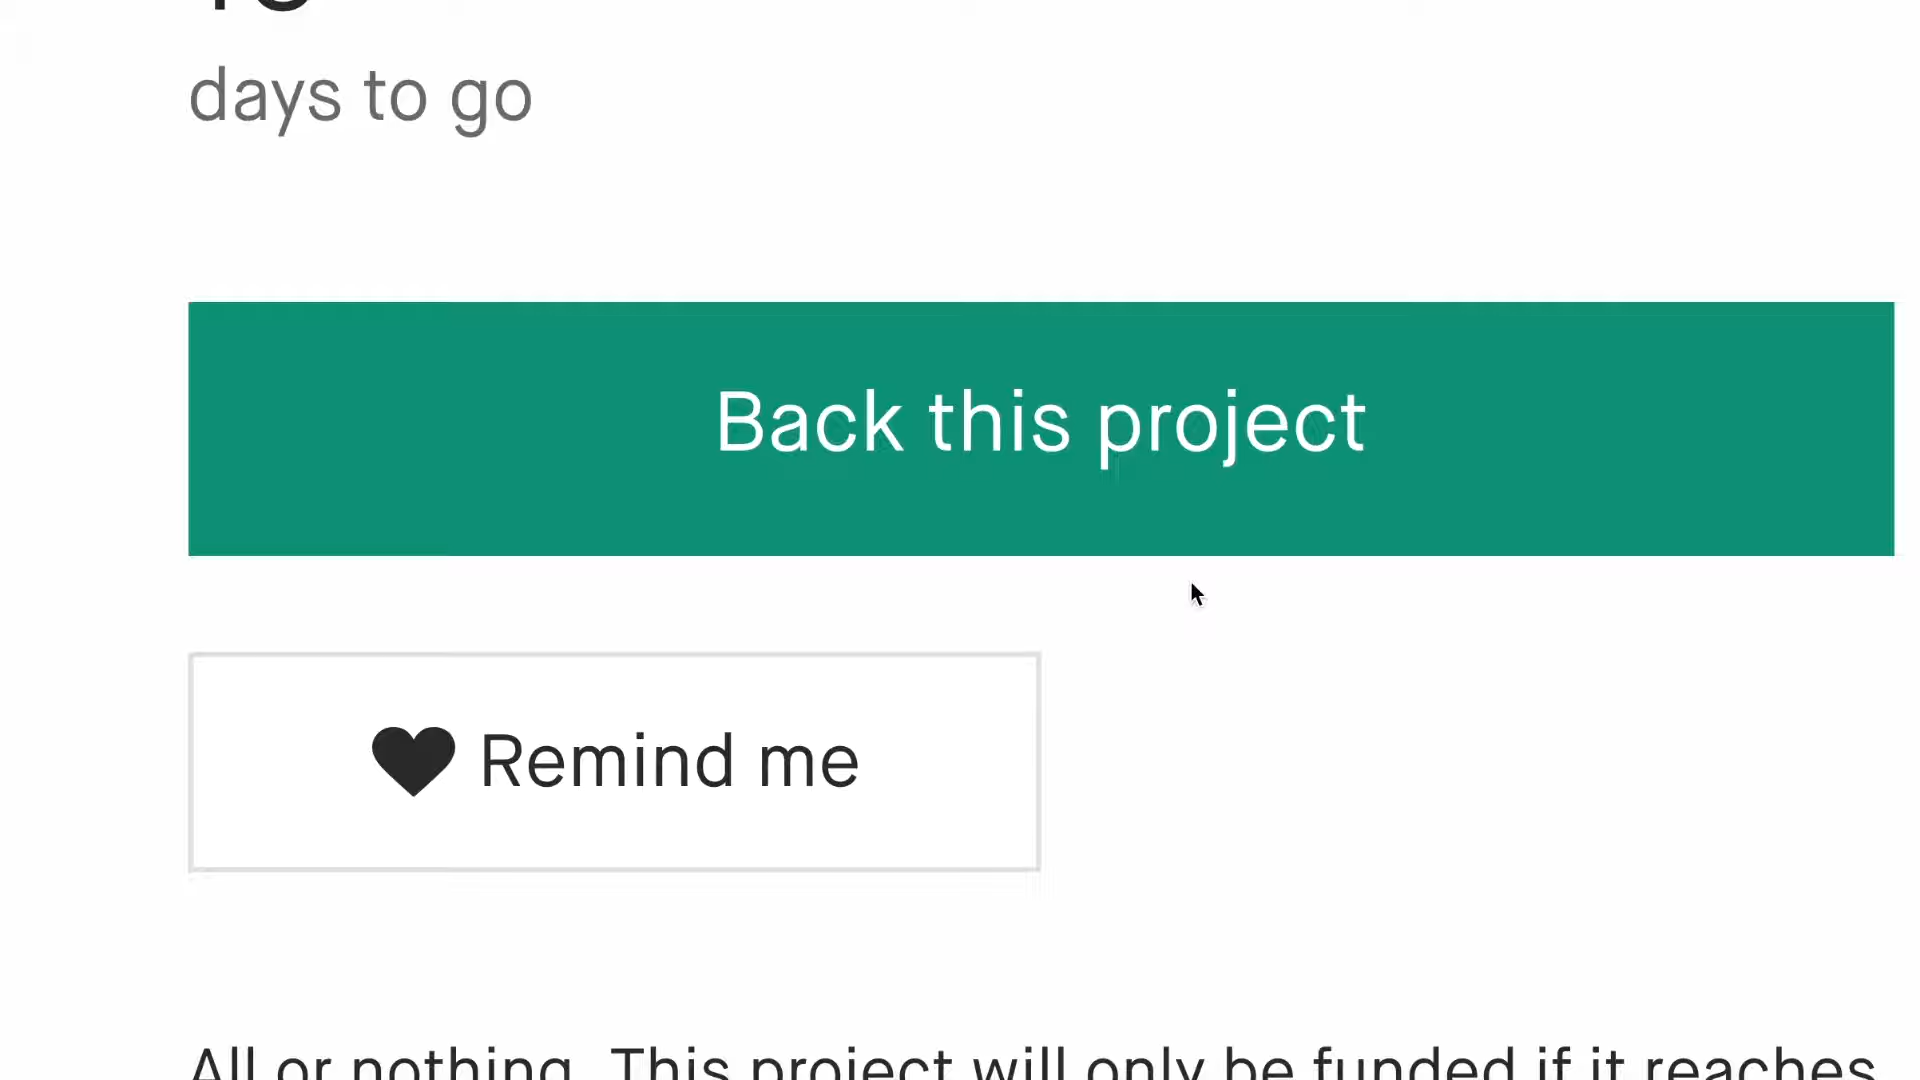 days to go
Back this project
Remind me
All or nothing. This project will only be funded if it reaches